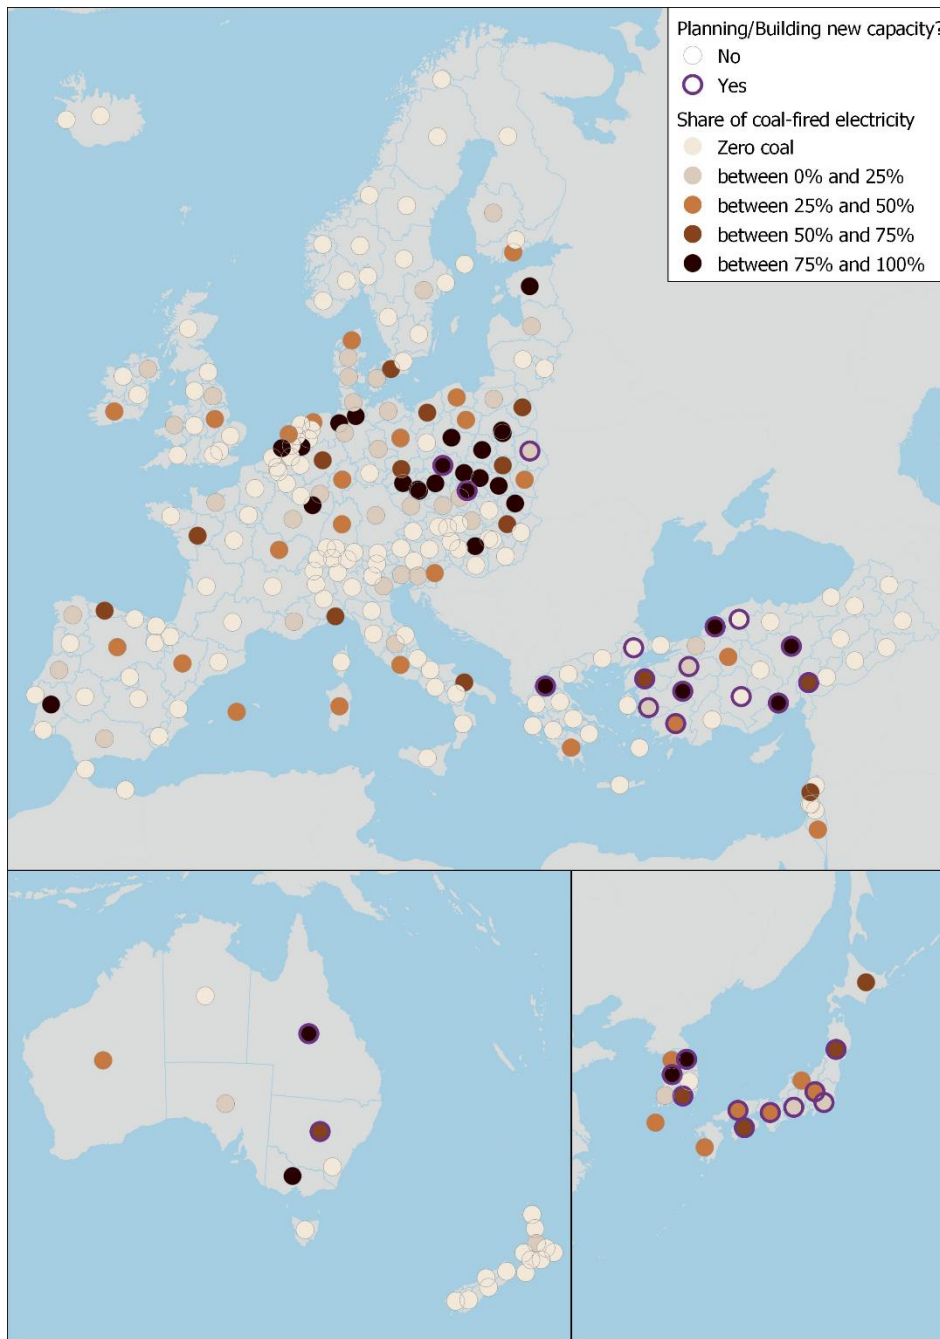 Planning/Building new capacity?
No
Yes
Share of coal-fired electricity
Zero coal
between 0% and 25%
between 25% and 50%
between 50% and 75%
between 75% and 100%